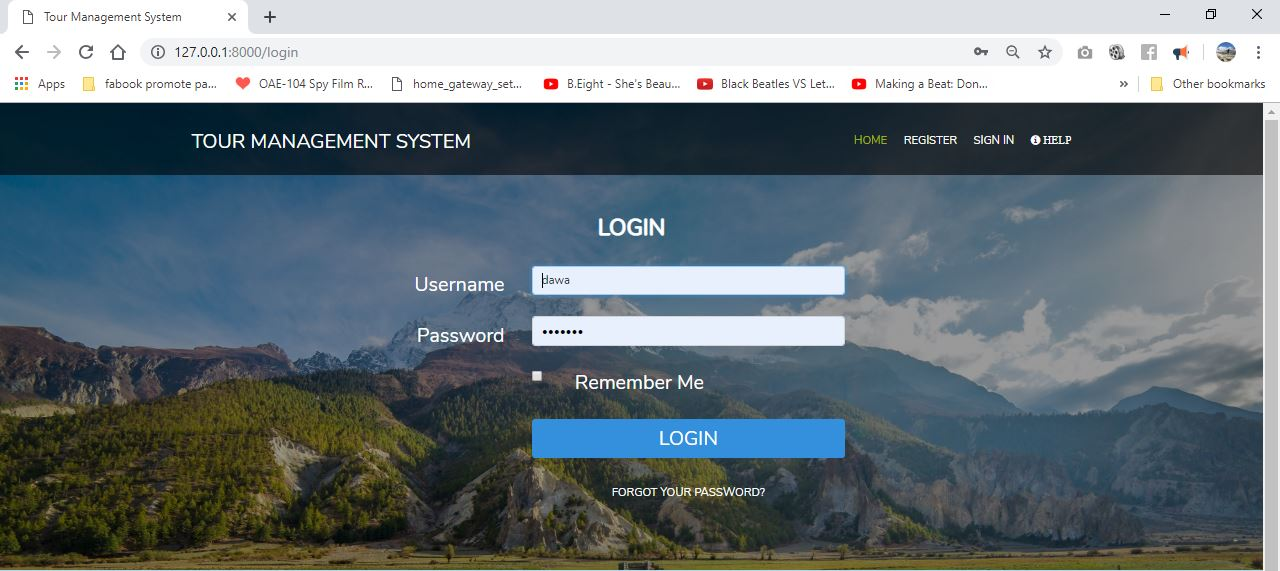 Tour Management System
127.0.0.1:8000/login
Apps fabook promote pa... OAE-104 Spy Film R... home_gateway_set... B.Eight - She's Beau... Black Beatles VS Let... Making a Beat: Don... » Other bookmarks
TOUR MANAGEMENT SYSTEM HOME REGISTER SIGN IN HELP
LOGIN
Username dawa
Password •••••••
Remember Me
LOGIN
FORGOT YOUR PASSWORD?